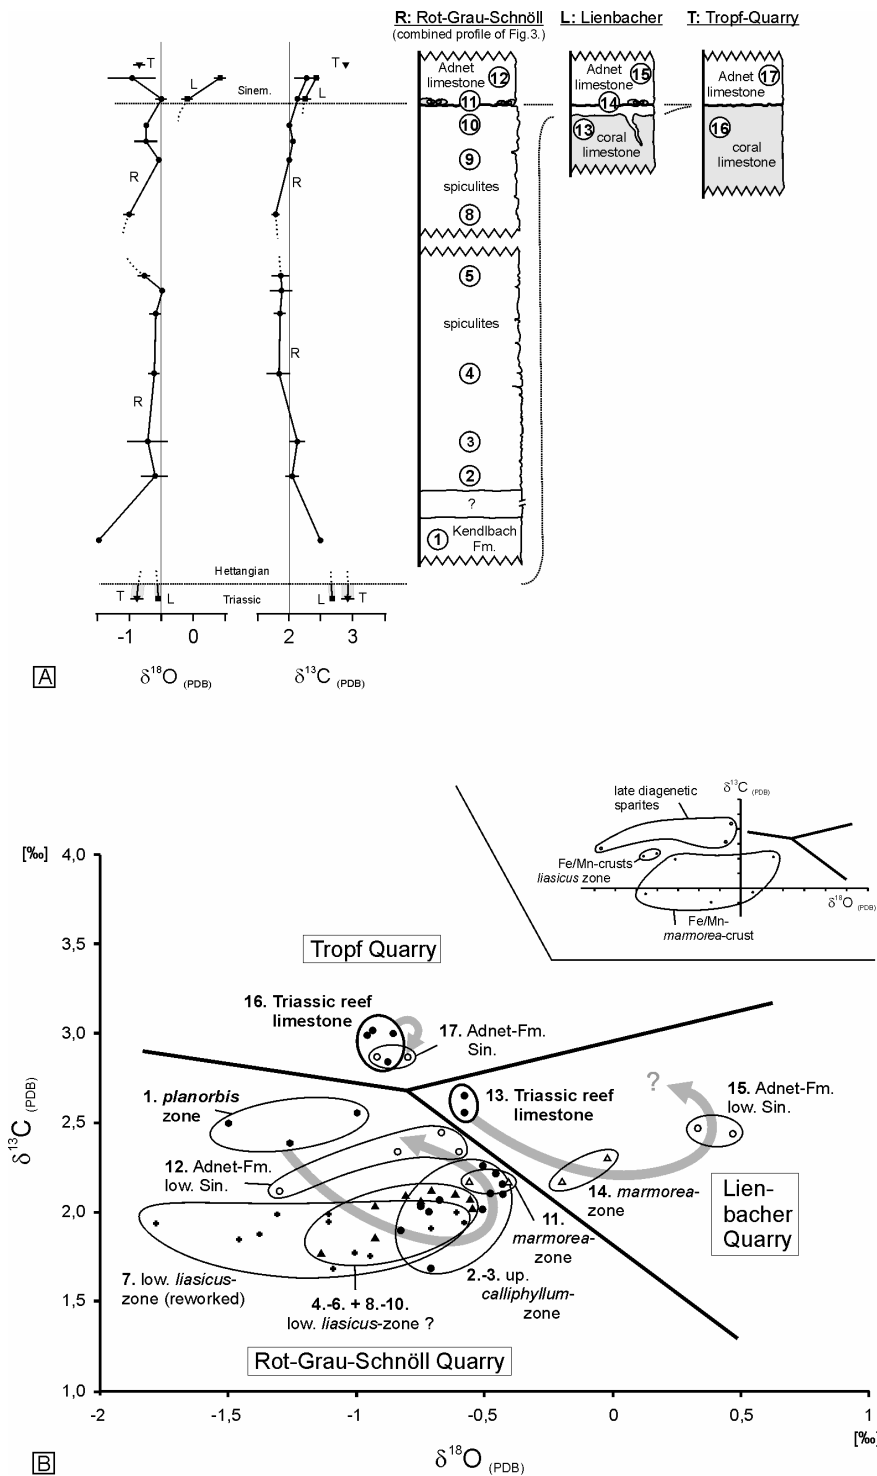 R: Rot-Grau-Schnöll
(combined profile of Fig.3.)
L: Lienbacher
T: Tropf-Quarry
T
L
Sinem.
T
L
R
R
R
R
Hettangian
Triassic
T
L
L
T
-1
0
2
3
δ18O (PDB)
δ13C (PDB)
A
Adnet
limestone
12
11
10
9
spiculites
8
5
spiculites
4
3
2
?
1
Kendlbach
Fm.
Adnet
limestone
15
14
13
coral
limestone
Adnet
limestone
17
16
coral
limestone
δ13C (PDB)
late diagenetic
sparites
Fe/Mn-crusts
liasicus zone
δ18O (PDB)
Fe/Mn-
marmorea-crust
[‰]
4,0
3,5
3,0
2,5
2,0
1,5
1,0
δ13C (PDB)
Tropf Quarry
16. Triassic reef
limestone
17. Adnet-Fm.
Sin.
1. planorbis
zone
13. Triassic reef
limestone
?
15. Adnet-Fm.
low. Sin.
12. Adnet-Fm.
low. Sin.
14. marmorea-
zone
Lien-
bacher
Quarry
11.
marmorea-
zone
7. low. liasicus-
zone (reworked)
4.-6. + 8.-10.
low. liasicus-zone ?
2.-3. up.
calliphyllum-
zone
Rot-Grau-Schnöll Quarry
-2
-1,5
-1
-0,5
0
0,5
1
[‰]
δ18O (PDB)
B